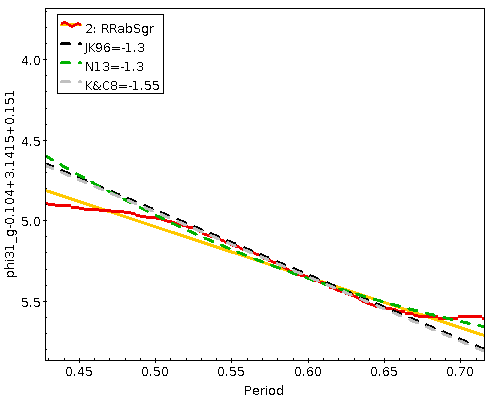 2: RRabSgr
JK96=-1.3
N13=-1.3
K&C8=-1.55
4.0
4.5
5.0
5.5
phi31_g-0.104+3.1415+0.151
0.45 0.50 0.55 0.60 0.65 0.70
Period